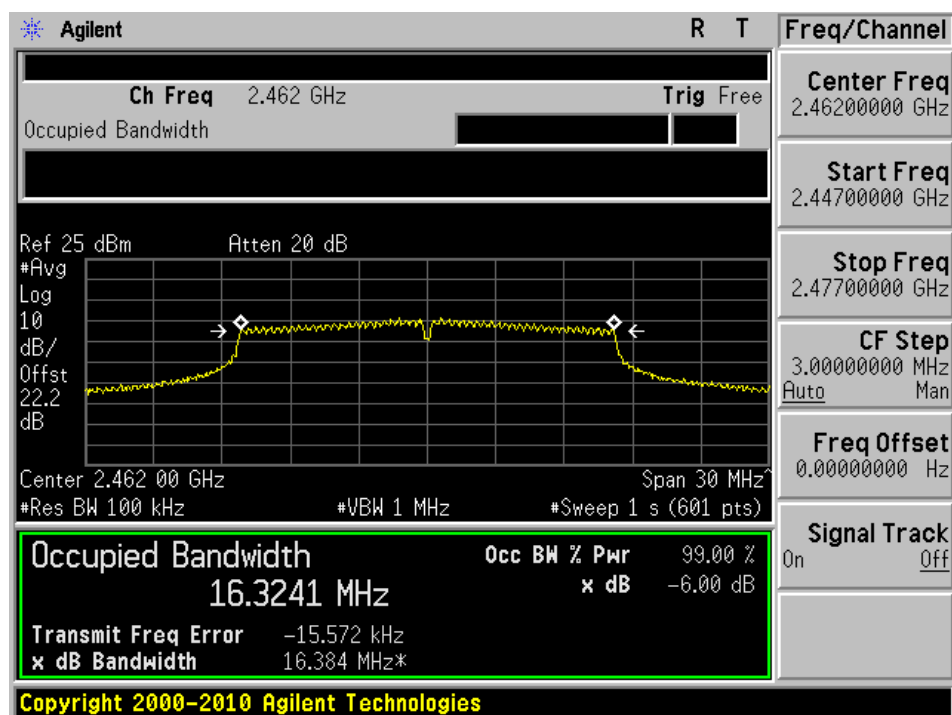 Agilent R T Freq/Channel
Ch Freq 2.462 GHz Trig Free
Occupied Bandwidth
Center Freq
2.46200000 GHz
Start Freq
2.44700000 GHz
Stop Freq
2.47700000 GHz
CF Step
3.00000000 MHz
Auto Man
Freq Offset
0.00000000 Hz
Signal Track
On Off
Ref 25 dBm Atten 20 dB
#Avg
Log
10
dB/
Offst
22.2
dB
Center 2.462 00 GHz Span 30 MHz^
#Res BW 100 kHz #VBW 1 MHz #Sweep 1 s (601 pts)
Occupied Bandwidth Occ BW % Pwr 99.00 %
16.3241 MHz x dB -6.00 dB
Transmit Freq Error -15.572 kHz
x dB Bandwidth 16.384 MHz*
Copyright 2000-2010 Agilent Technologies